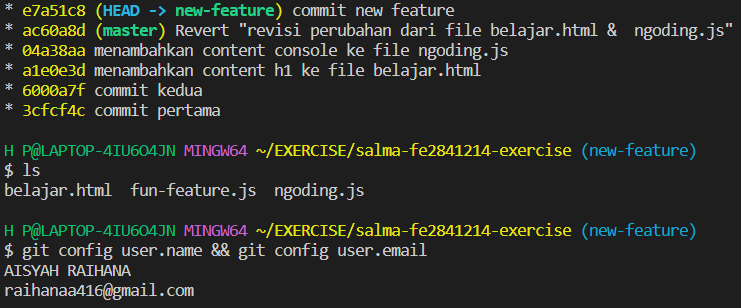 * e7a51c8 (HEAD -> new-feature) commit new feature
* ac60a8d (master) Revert "revisi perubahan dari file belajar.html &  ngoding.js"
* 04a38aa menambahkan content console ke file ngoding.js
* a1e0e3d menambahkan content h1 ke file belajar.html
* 6000a7f commit kedua
* 3cfcf4c commit pertama
H P@LAPTOP-4IU6O4JN MINGW64 ~/EXERCISE/salma-fe2841214-exercise (new-feature)
$ ls
belajar.html  fun-feature.js  ngoding.js
H P@LAPTOP-4IU6O4JN MINGW64 ~/EXERCISE/salma-fe2841214-exercise (new-feature)
$ git config user.name && git config user.email
AISYAH RAIHANA
raihanaa416@gmail.com